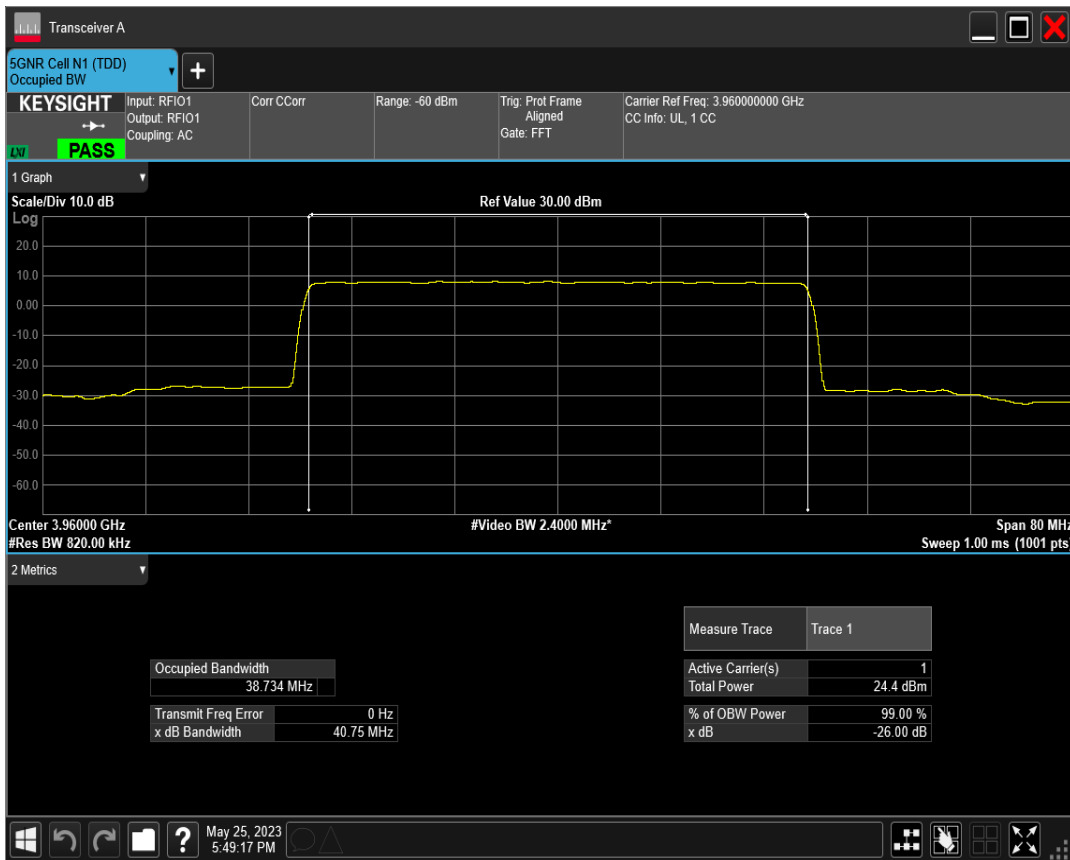 Transceiver A
5GNR Cell N1 (TDD)
Occupied BW
+
KEYSIGHT
LXI
PASS
Input: RFIO1
Output: RFIO1
Coupling: AC
Corr CCorr
Range: -60 dBm
Trig: Prot Frame
Aligned
Gate: FFT
Carrier Ref Freq: 3.960000000 GHz
CC Info: UL, 1 CC
1 Graph
Scale/Div 10.0 dB
Ref Value 30.00 dBm
Log
20.0
10.0
0.00
-10.0
-20.0
-30.0
-40.0
-50.0
-60.0
Center 3.96000 GHz
#Video BW 2.4000 MHz*
Span 80 MHz
#Res BW 820.00 kHz
Sweep 1.00 ms (1001 pts)
2 Metrics
Measure Trace Trace 1
Occupied Bandwidth
38.734 MHz
Active Carrier(s) 1
Total Power 24.4 dBm
Transmit Freq Error 0 Hz
x dB Bandwidth 40.75 MHz
% of OBW Power 99.00 %
x dB -26.00 dB
?
May 25, 2023
5:49:17 PM